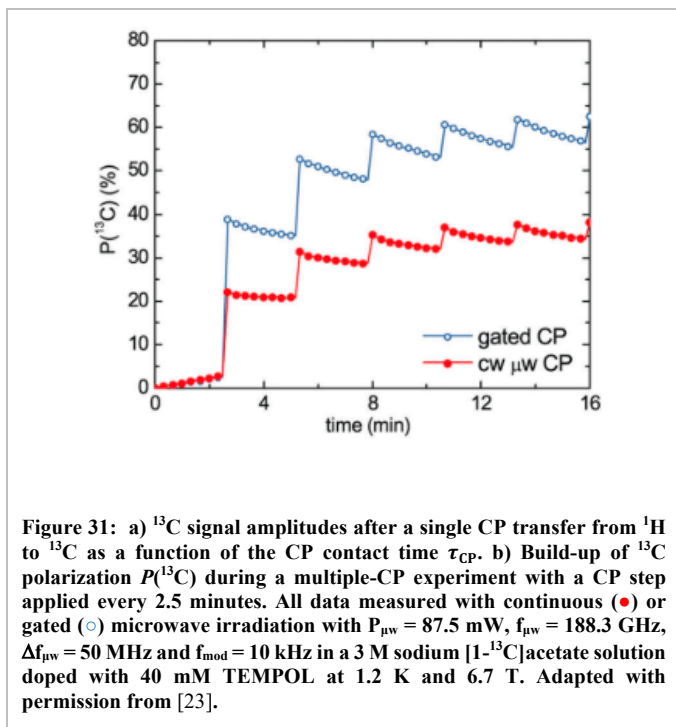 80
70
60
50
40
30
20
10
0
P(¹³C) (%)
gated CP
cw μw CP
0 4 8 12 16
time (min)
Figure 31: a) ¹³C signal amplitudes after a single CP transfer from ¹H
to ¹³C as a function of the CP contact time τCP. b) Build-up of ¹³C
polarization P(¹³C) during a multiple-CP experiment with a CP step
applied every 2.5 minutes. All data measured with continuous (●) or
gated (○) microwave irradiation with Pμw = 87.5 mW, fμw = 188.3 GHz,
Δfμw = 50 MHz and fmod = 10 kHz in a 3 M sodium [1-¹³C]acetate solution
doped with 40 mM TEMPOL at 1.2 K and 6.7 T. Adapted with
permission from [23].